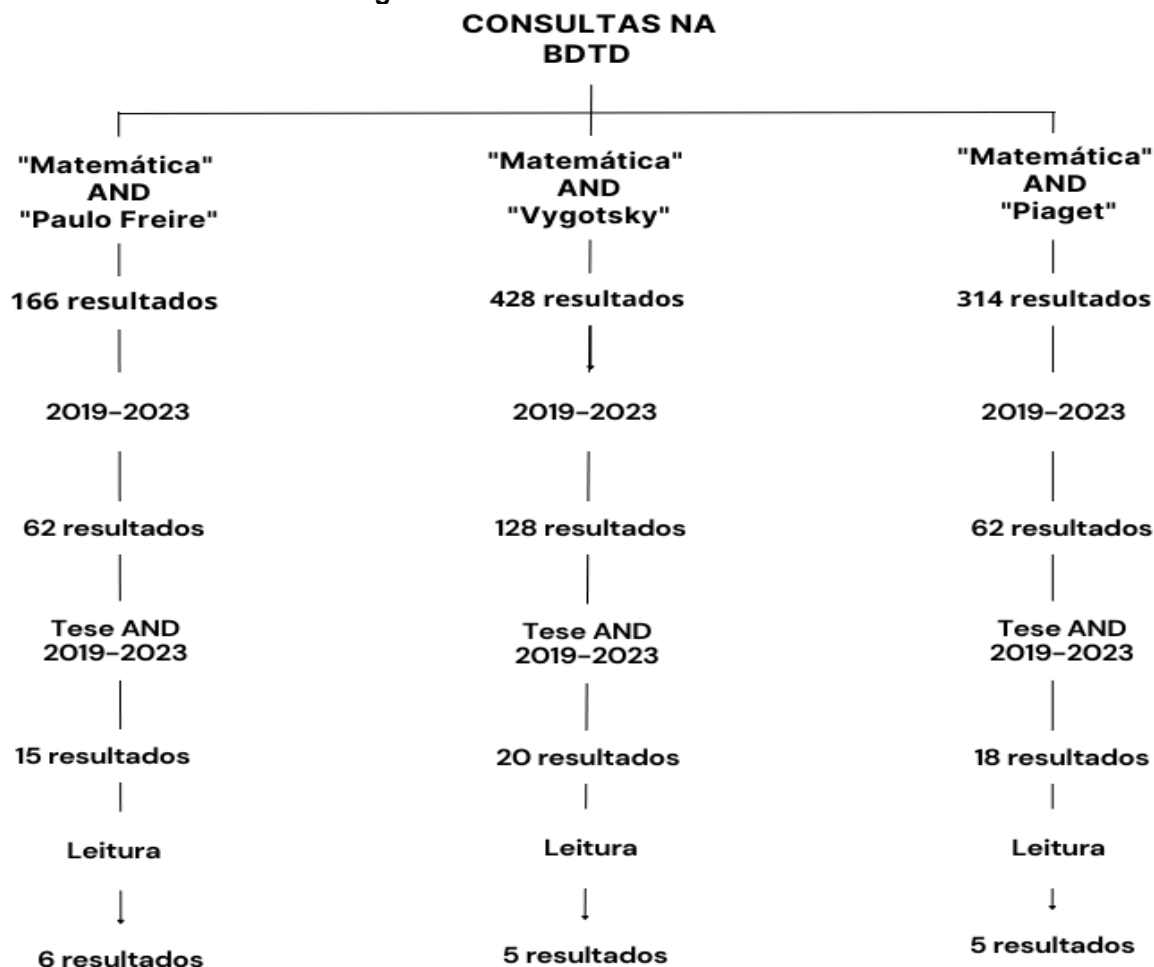 CONSULTAS NA
BDTD
"Matemática"
AND
"Paulo Freire"
166 resultados
2019-2023
62 resultados
Tese AND
2019-2023
15 resultados
Leitura
6 resultados
"Matemática"
AND
"Vygotsky"
428 resultados
2019-2023
128 resultados
Tese AND
2019-2023
20 resultados
Leitura
5 resultados
"Matemática"
AND
"Piaget"
314 resultados
2019-2023
62 resultados
Tese AND
2019-2023
18 resultados
Leitura
5 resultados